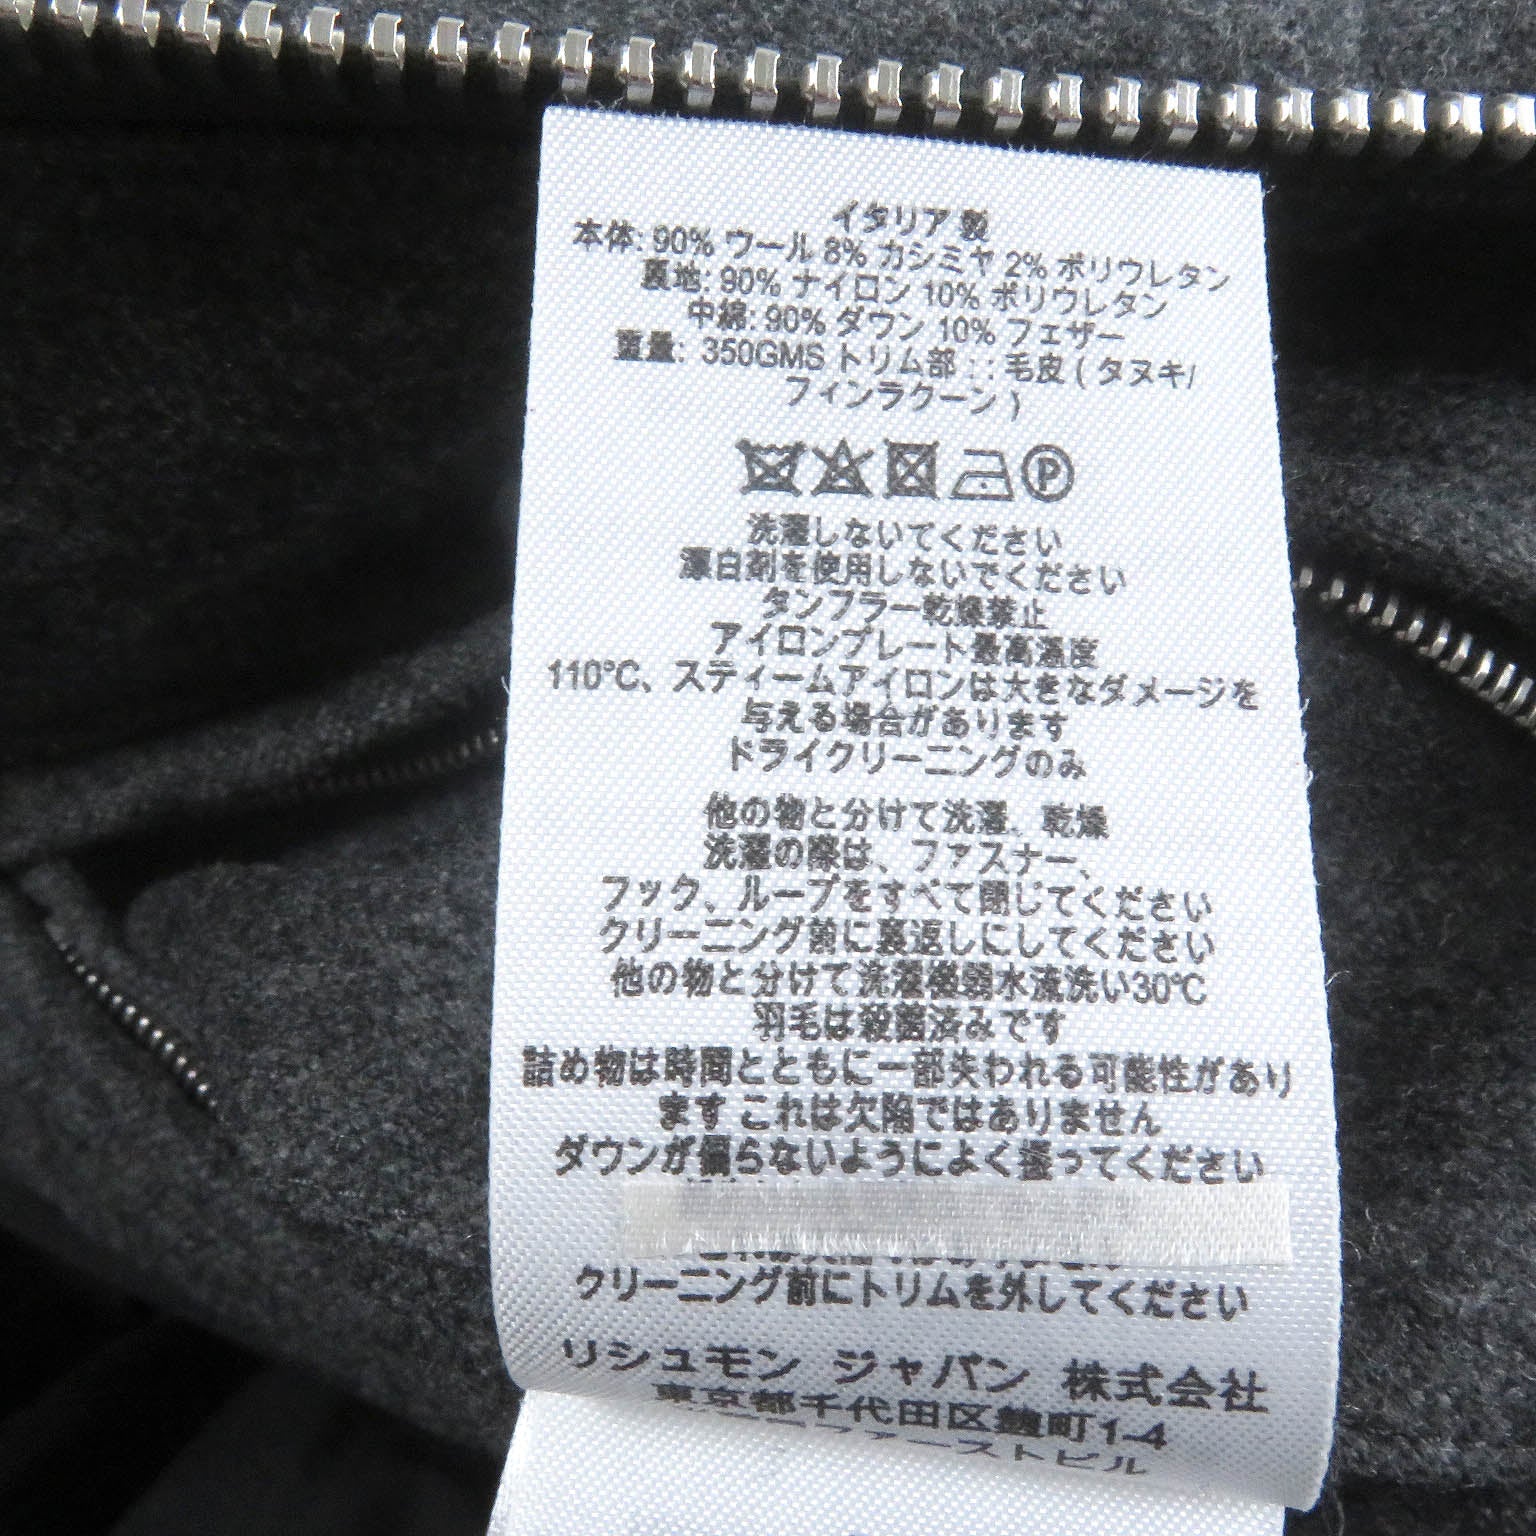 イタリア 製
本体: 90% ウール 8% カシミヤ 2% ポリウレタン
裏地: 90% ナイロン 10% ポリウレタン
中綿: 90% ダウン 10% フェザー
重量: 350GMS トリム部 : : 毛皮 ( タヌキ/
フィンラクーン )
P
洗濯しないでください
漂白剤を使用しないでください
タンブラー乾燥禁止
アイロンプレート最高温度
110°C、スティームアイロンは大きなダメージを
与える場合があります
ドライクリーニングのみ
他の物と分けて洗濯、乾燥
洗濯の際は、ファスナー、
フック、ループをすべて閉じてください
クリーニング前に裏返しにしてください
他の物と分けて洗濯機弱水流洗い30°C
羽毛は殺菌済みです
詰め物は時間とともに一部失われる可能性があり
ます これは欠陥ではありません
ダウンが偏らないようによく振ってください
クリーニング前にトリムを外してください
リシュモン ジャパン 株式会社
東京都千代田区麹町1-4
ファーストビル